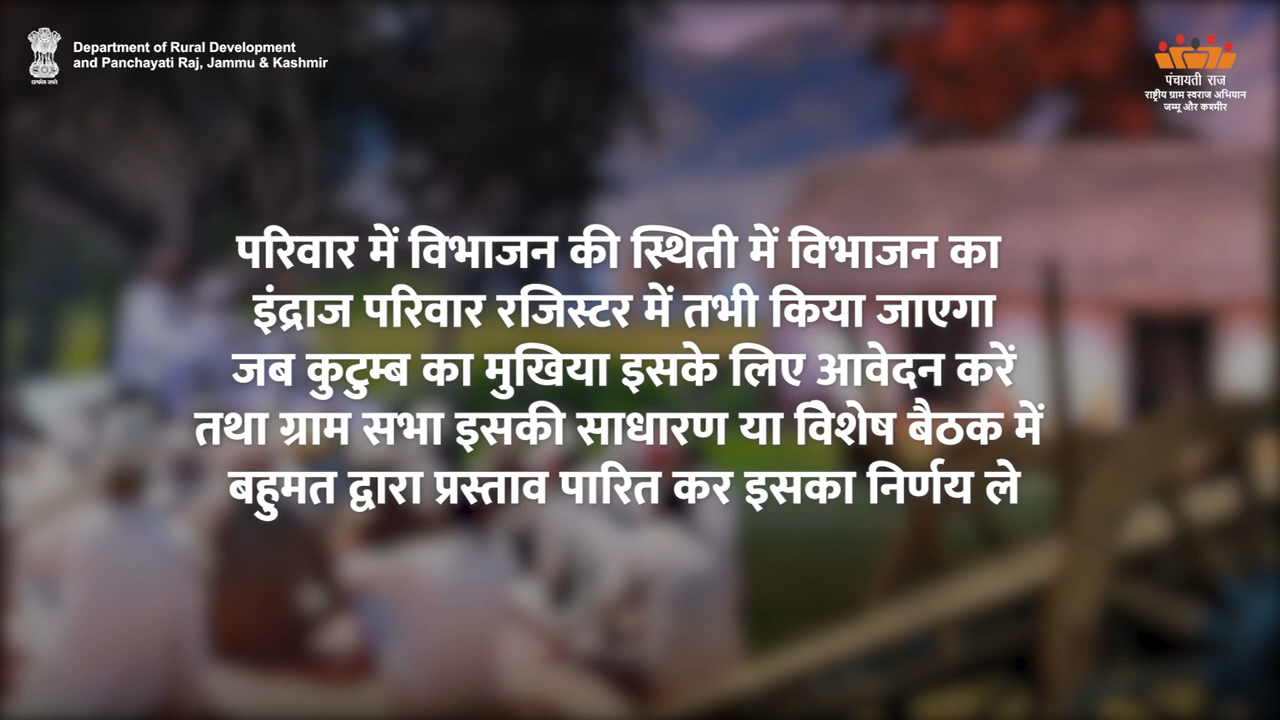 Department of Rural Development
and Panchayati Raj, Jammu & Kashmir
पंचायती राज
राष्ट्रीय ग्राम स्वराज अभियान
जम्मू और कश्मीर
परिवार में विभाजन की स्थिती में विभाजन का
इंद्राज परिवार रजिस्टर में तभी किया जाएगा
जब कुटुम्ब का मुखिया इसके लिए आवेदन करें
तथा ग्राम सभा इसकी साधारण या विशेष बैठक में
बहुमत द्वारा प्रस्ताव पारित कर इसका निर्णय ले